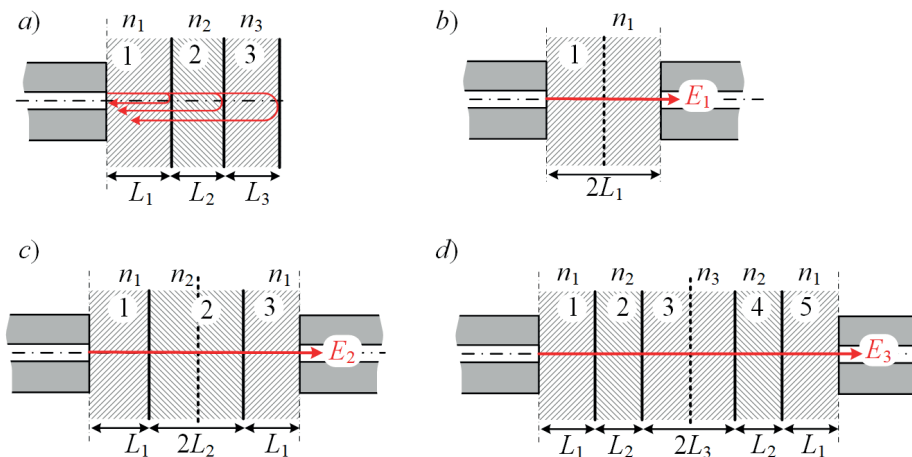 a) n₁ n₂ n₃
1 2 3
L₁ L₂ L₃
b) n₁
1
E₁
2L₁
c) n₁ n₂ n₁
1 2 3
E₂
L₁ 2L₂ L₁
d) n₁ n₂ n₃ n₂ n₁
1 2 3 4 5
E₃
L₁ L₂ 2L₃ L₂ L₁